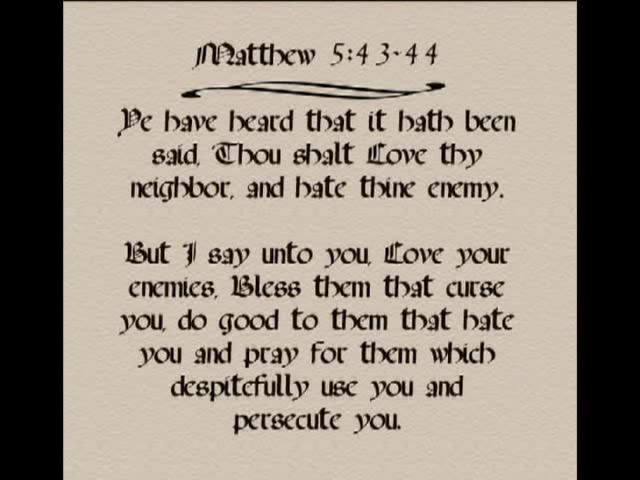 Matthew 5:43-44
Ye have heard that it hath been
said, Thou shalt Love thy
neighbor, and hate thine enemy.
But I say unto you, Love your
enemies, Bless them that curse
you, do good to them that hate
you and pray for them which
despitefully use you and
persecute you.